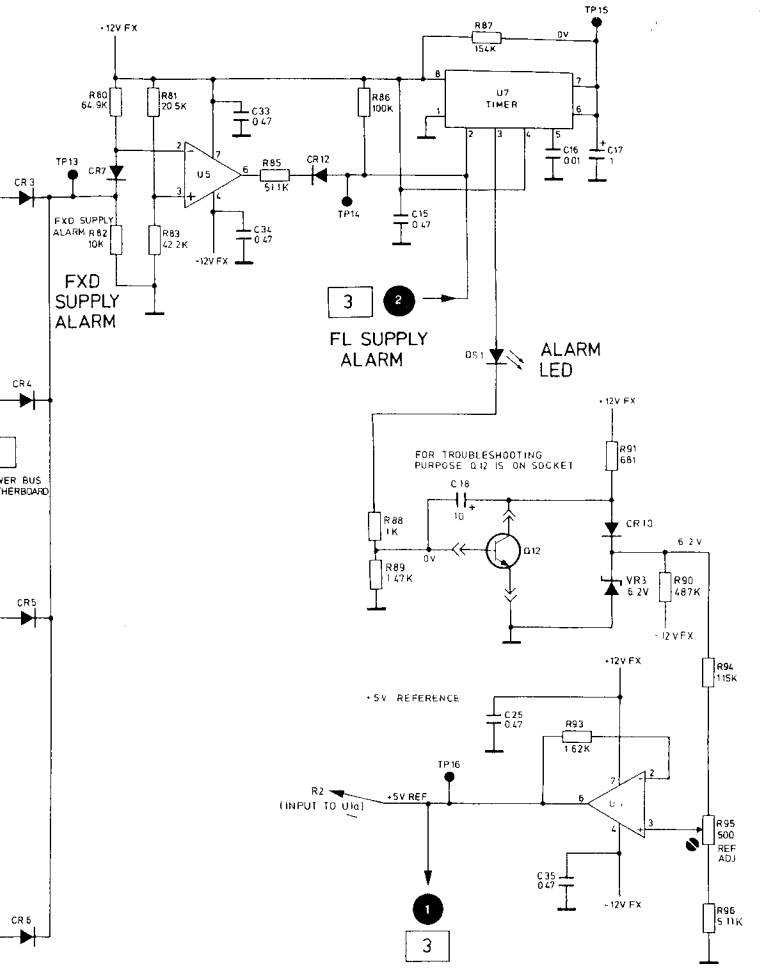 TP15
+12V FX
R87
154K
0V
R80
64.9K
R81
20.5K
C33
0.47
R86
100K
8
1
U7
TIMER
7
6
2
3
4
5
C16
0.01
+
C17
1
TP13
CR3
CR7
2
-
7
U5
6
3
+
4
R85
51.1K
CR12
TP14
C15
0.47
FXD SUPPLY
ALARM
R82
10K
R83
42.2K
C34
0.47
-12V FX
FXD
SUPPLY
ALARM
3
2
FL SUPPLY
ALARM
DS1
ALARM
LED
CR4
+12V FX
R91
681
FOR TROUBLESHOOTING
PURPOSE Q12 IS ON SOCKET
WER BUS
THERBOARD
C18
10
+
R88
1K
CR10
0V
Q12
6.2V
R89
1.47K
VR3
6.2V
R90
487K
-12V FX
CR5
+12V FX
R94
1.15K
+5V REFERENCE
C25
0.47
R93
1.62K
TP16
R2
(INPUT TO U1a)
+5V REF
7
2
-
6
U
3
+
4
R95
500
REF
ADJ
C35
0.47
-12V FX
1
3
CR6
R96
5.11K